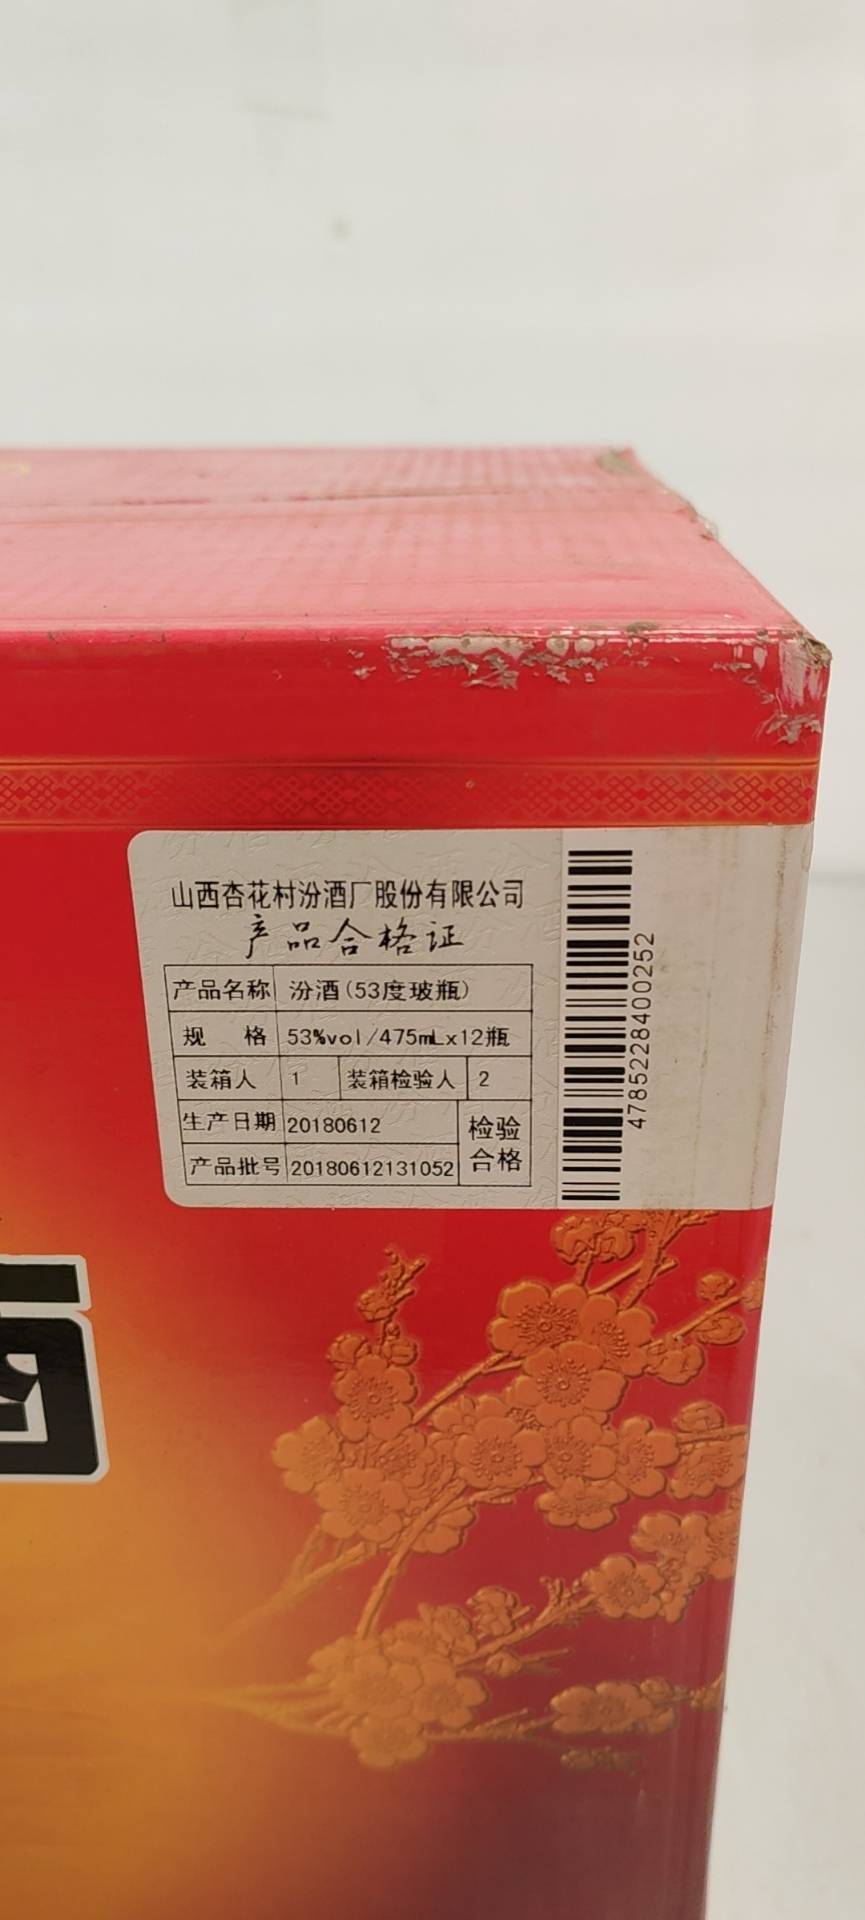 山西杏花村汾酒厂股份有限公司
产品合格证
产品名称 汾酒(53度玻瓶)
规 格 53%vol/475mLx12瓶
装箱人 1 装箱检验人 2
生产日期 20180612 检验
产品批号 20180612131052 合格
4785228400252
酒